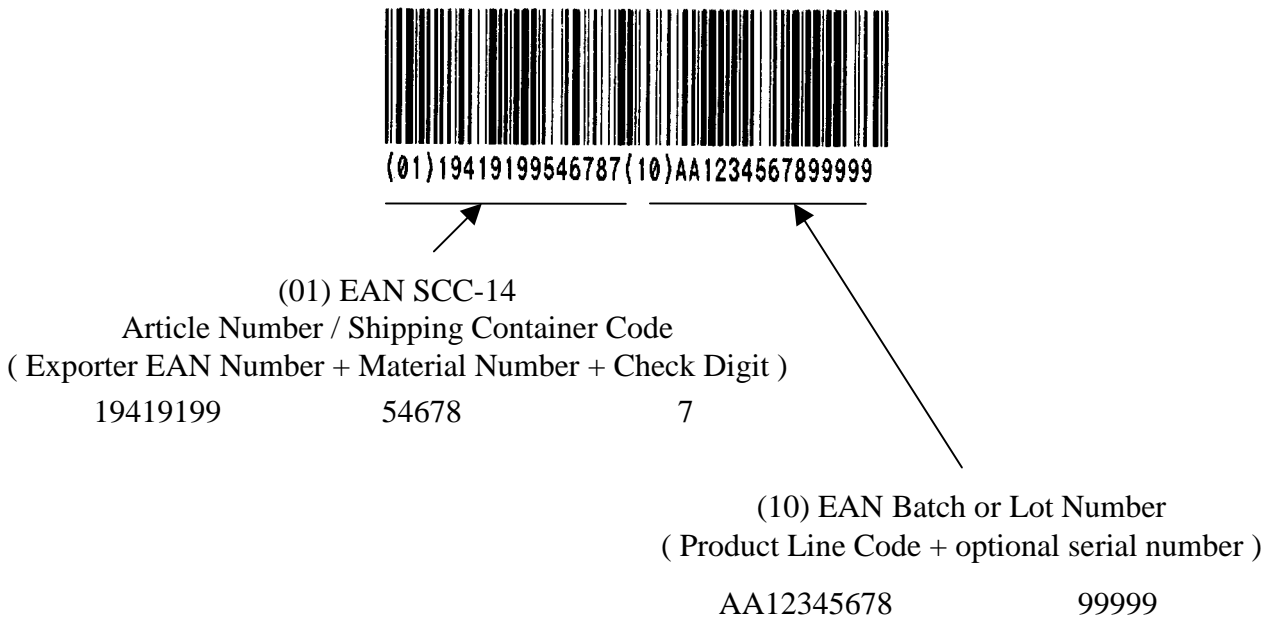 (01)19419199546787(10)AA1234567899999
(01) EAN SCC-14
Article Number / Shipping Container Code
( Exporter EAN Number + Material Number + Check Digit )
19419199 54678 7
(10) EAN Batch or Lot Number
( Product Line Code + optional serial number )
AA12345678 99999